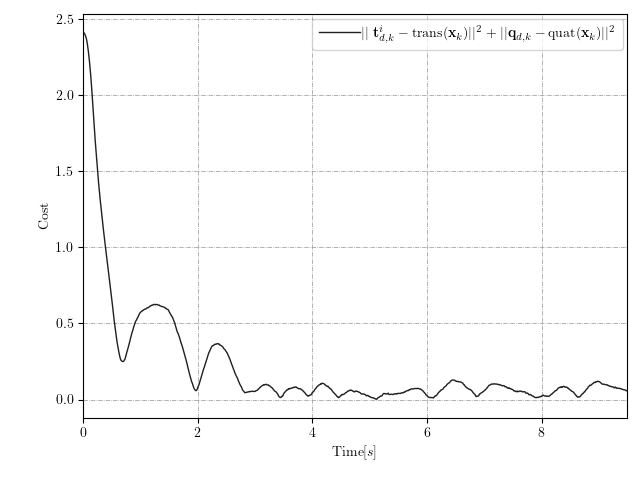 || t^i_{d,k} − trans(x_k)||^2 + ||q_{d,k} − quat(x_k)||^2
2.5
2.0
1.5
1.0
0.5
0.0
Cost
0 2 4 6 8
Time[s]